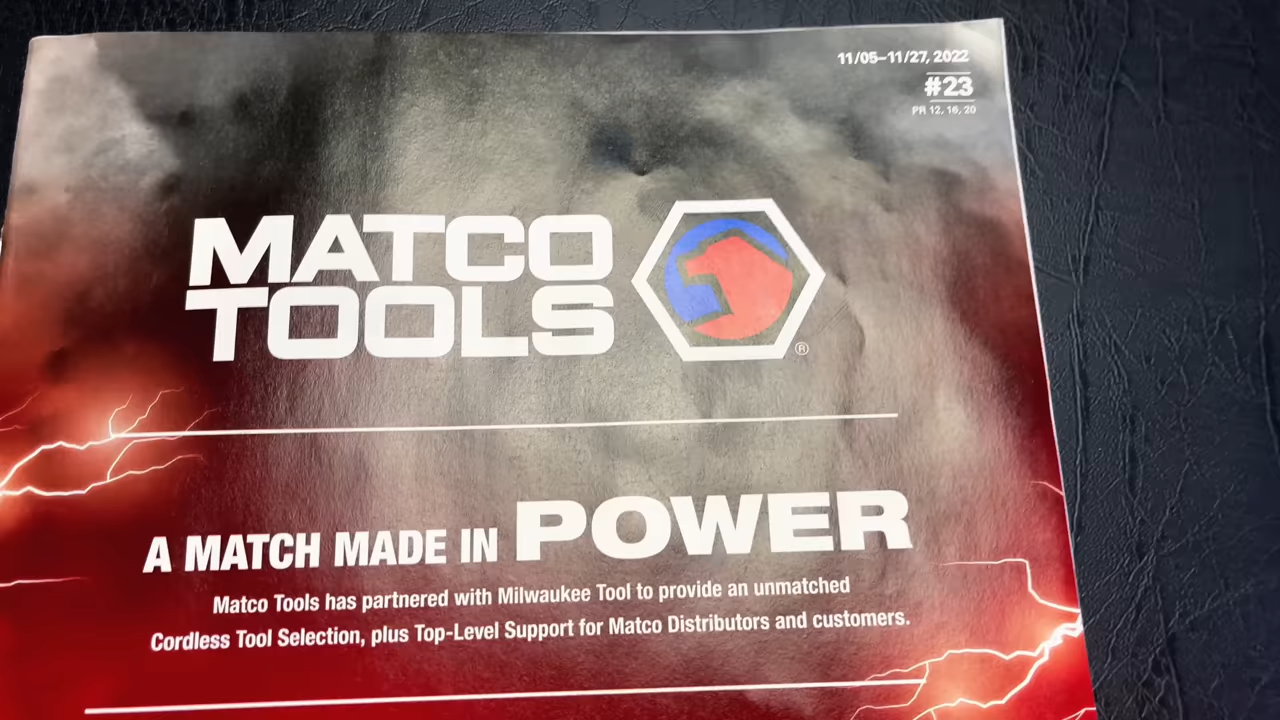 11/05–11/27, 2022
#23
PR 12, 16, 20
MATCO
TOOLS
®
A MATCH MADE IN POWER
Matco Tools has partnered with Milwaukee Tool to provide an unmatched
Cordless Tool Selection, plus Top-Level Support for Matco Distributors and customers.